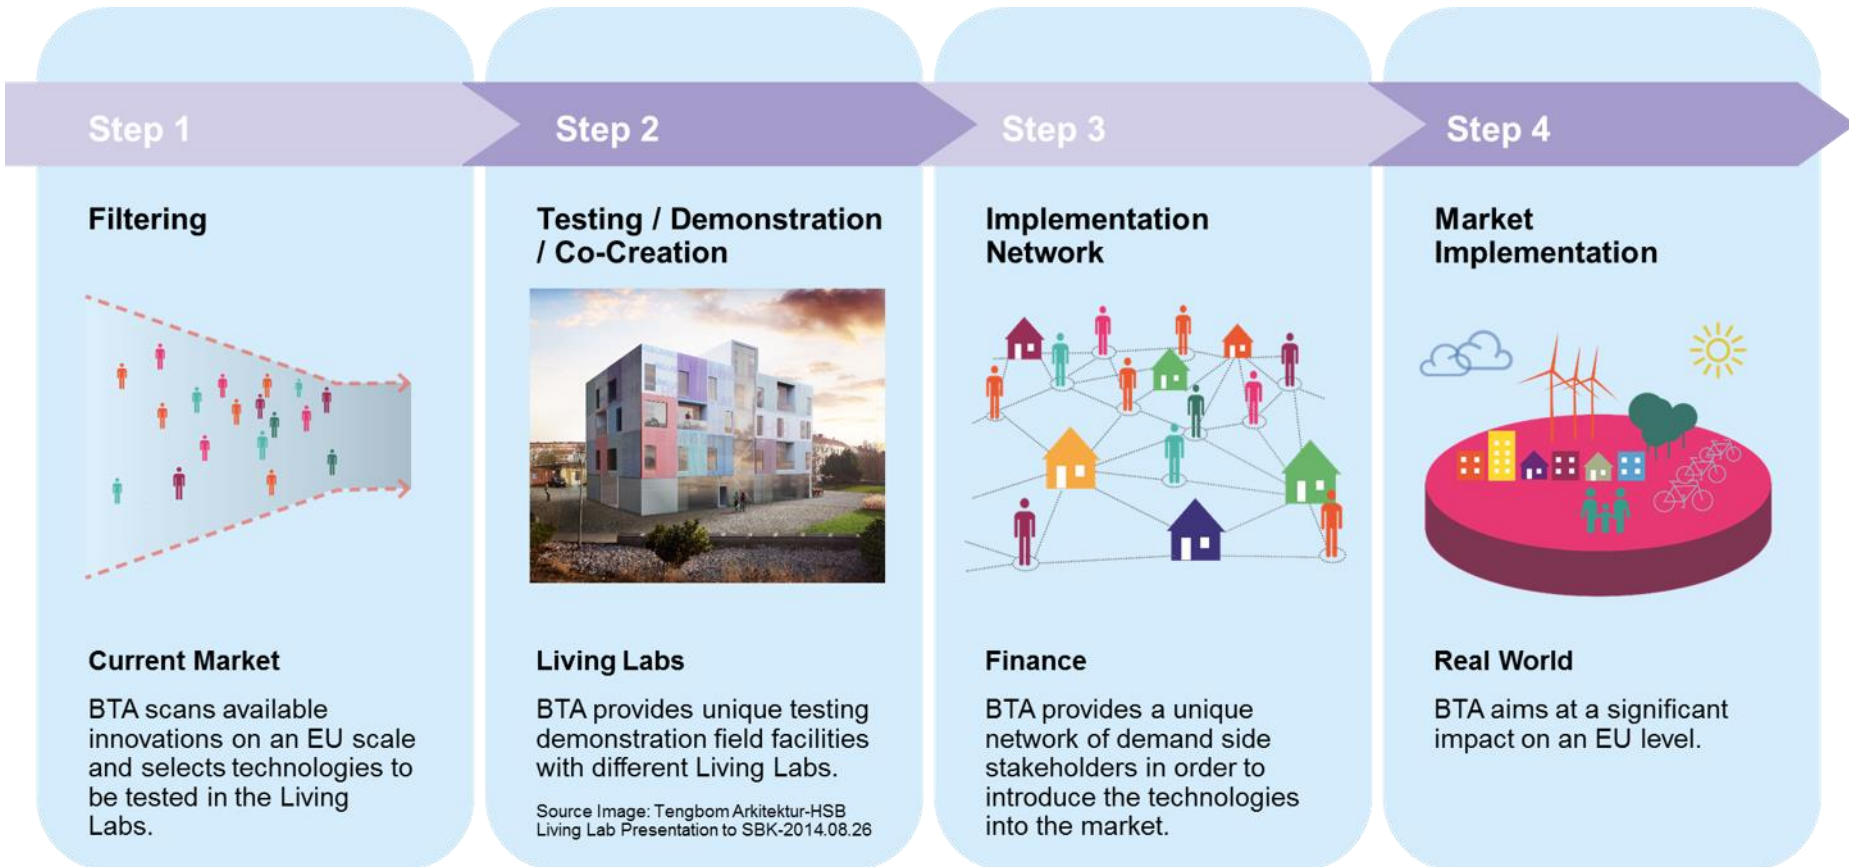 Step 1
Step 2
Step 3
Step 4
Filtering
Testing / Demonstration
/ Co-Creation
Implementation
Network
Market
Implementation
Current Market
BTA scans available
innovations on an EU scale
and selects technologies to
be tested in the Living
Labs.
Living Labs
BTA provides unique testing
demonstration field facilities
with different Living Labs.
Source Image: Tengbom Arkitektur-HSB
Living Lab Presentation to SBK-2014.08.26
Finance
BTA provides a unique
network of demand side
stakeholders in order to
introduce the technologies
into the market.
Real World
BTA aims at a significant
impact on an EU level.